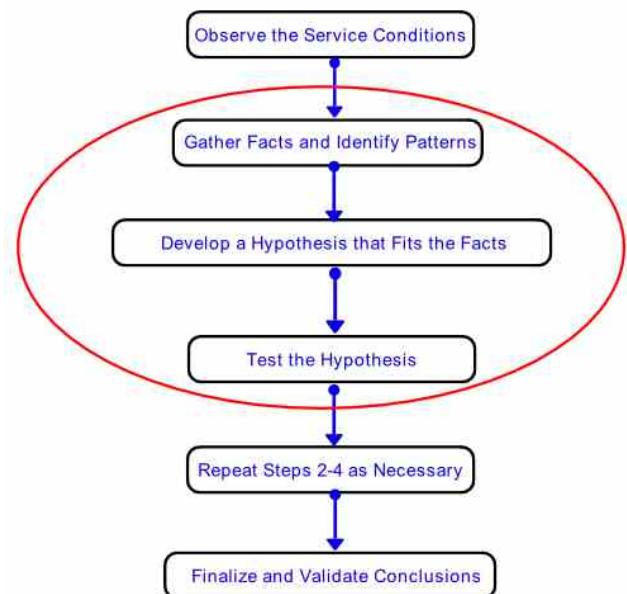 Observe the Service Conditions
Gather Facts and Identify Patterns
Develop a Hypothesis that Fits the Facts
Test the Hypothesis
Repeat Steps 2-4 as Necessary
Finalize and Validate Conclusions